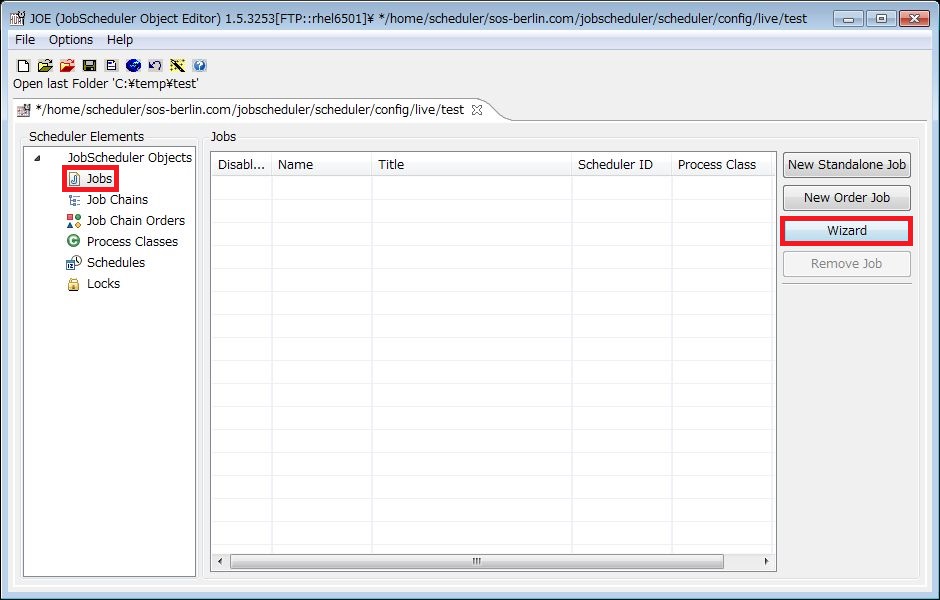 JOE (JobScheduler Object Editor) 1.5.3253[FTP::rhel6501]¥ */home/scheduler/sos-berlin.com/jobscheduler/scheduler/config/live/test
File Options Help
Open last Folder 'C:¥temp¥test'
*/home/scheduler/sos-berlin.com/jobscheduler/scheduler/config/live/test
Scheduler Elements
JobScheduler Objects
Jobs
Job Chains
Job Chain Orders
Process Classes
Schedules
Locks
Jobs
Disabl... Name Title Scheduler ID Process Class
New Standalone Job
New Order Job
Wizard
Remove Job